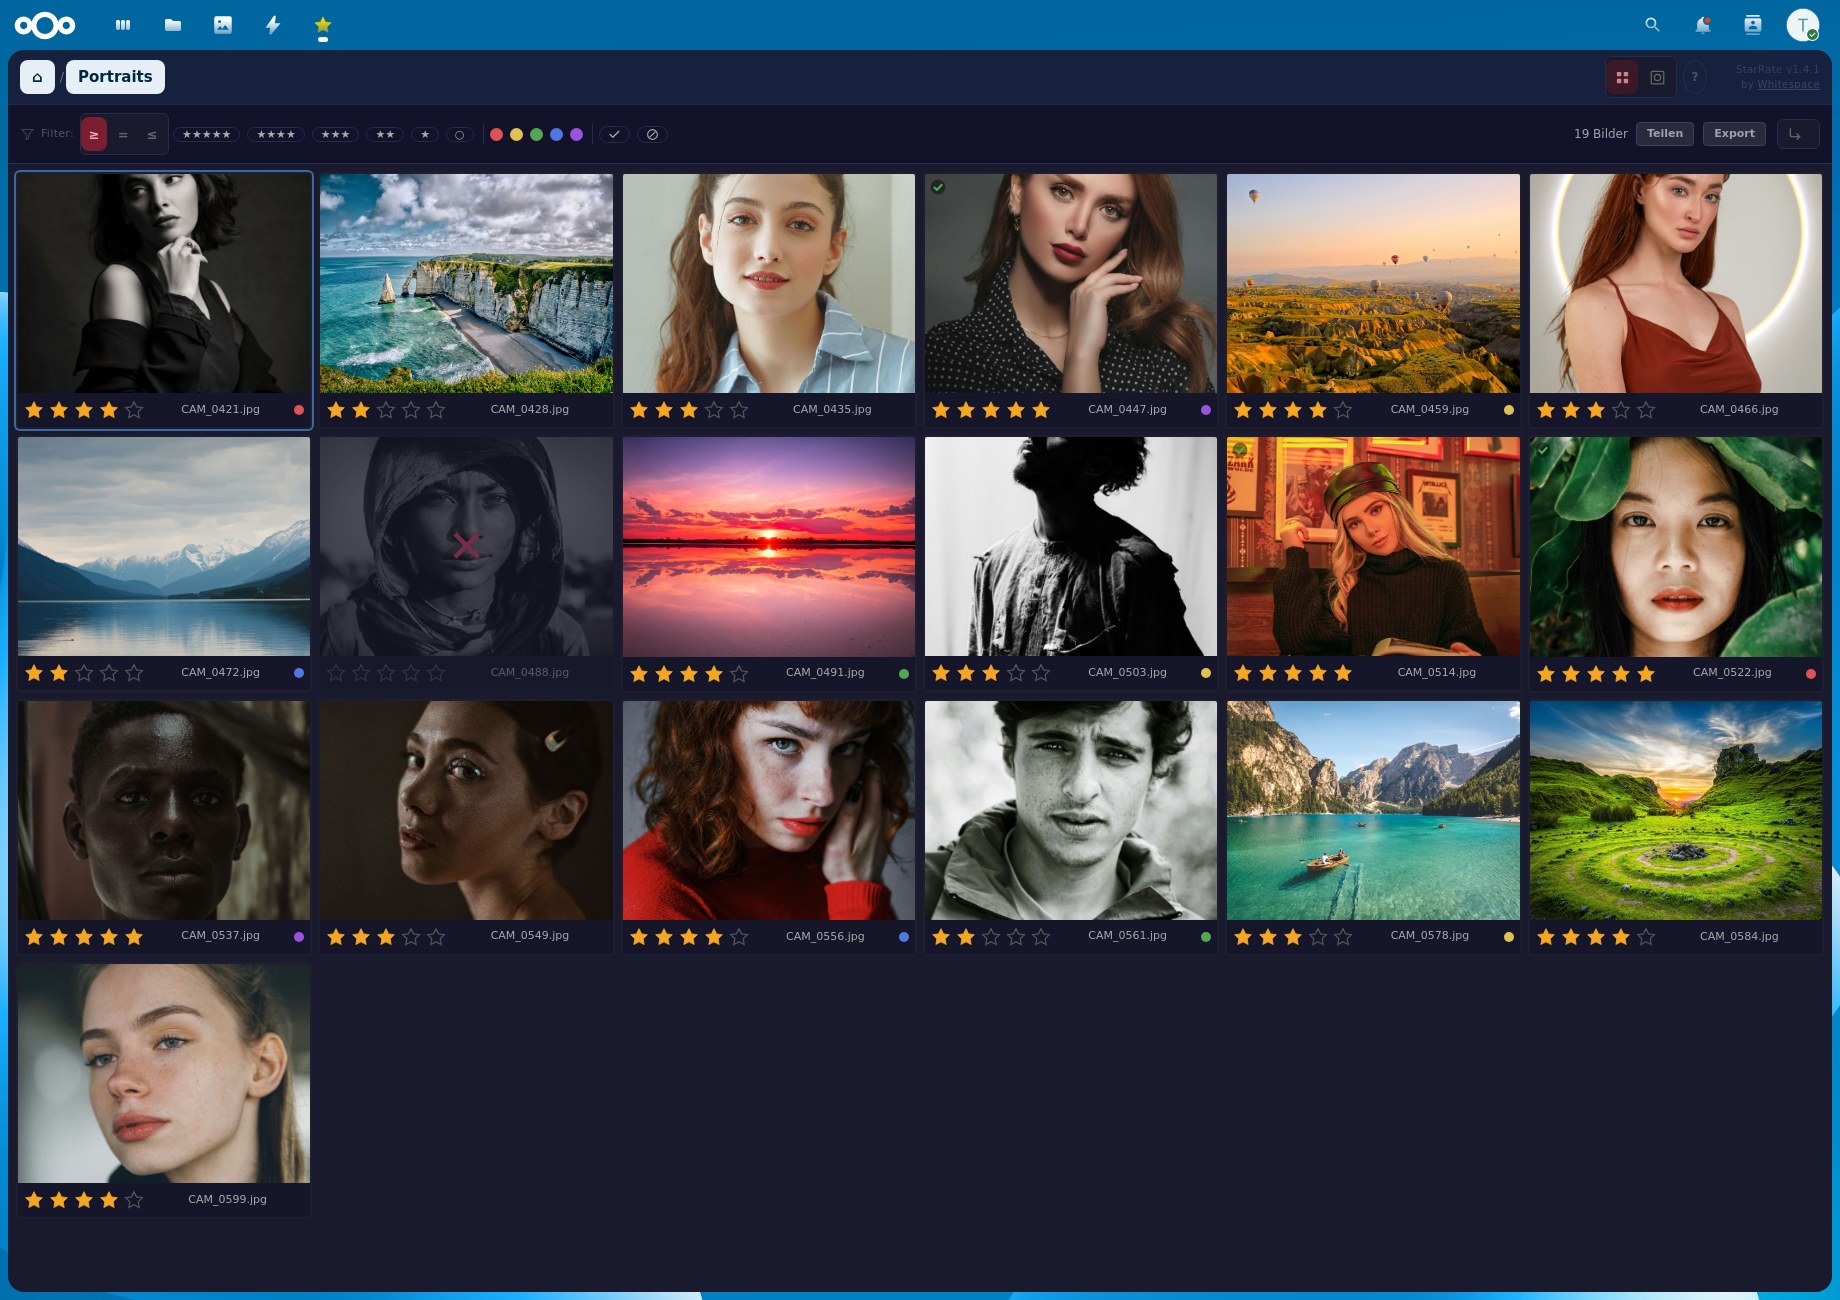 T
⌂ / Portraits
?
StarRate v1.4.1
by Whitespace
Filter: ≥ = ≤ ★★★★★ ★★★★ ★★★ ★★ ★ ○
19 Bilder Teilen Export
CAM_0421.jpg
CAM_0428.jpg
CAM_0435.jpg
CAM_0447.jpg
CAM_0459.jpg
CAM_0466.jpg
CAM_0472.jpg
CAM_0488.jpg
CAM_0491.jpg
CAM_0503.jpg
METALLICA
CAM_0514.jpg
CAM_0522.jpg
CAM_0537.jpg
CAM_0549.jpg
CAM_0556.jpg
CAM_0561.jpg
CAM_0578.jpg
CAM_0584.jpg
CAM_0599.jpg